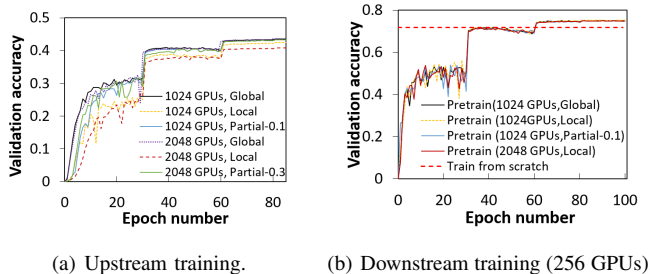 Validation accuracy
0.5
0.4
0.3
0.2
0.1
0
0 20 40 60 80
Epoch number
1024 GPUs, Global
1024 GPUs, Local
1024 GPUs, Partial-0.1
2048 GPUs, Global
2048 GPUs, Local
2048 GPUs, Partial-0.3
(a) Upstream training.
Validation accuracy
0.8
0.6
0.4
0.2
0
0 20 40 60 80 100
Epoch number
Pretrain(1024 GPUs,Global)
Pretrain (1024GPUs,Local)
Pretrain (1024 GPUs,Partial-0.1)
Pretrain (2048 GPUs,Local)
Train from scratch
(b) Downstream training (256 GPUs)